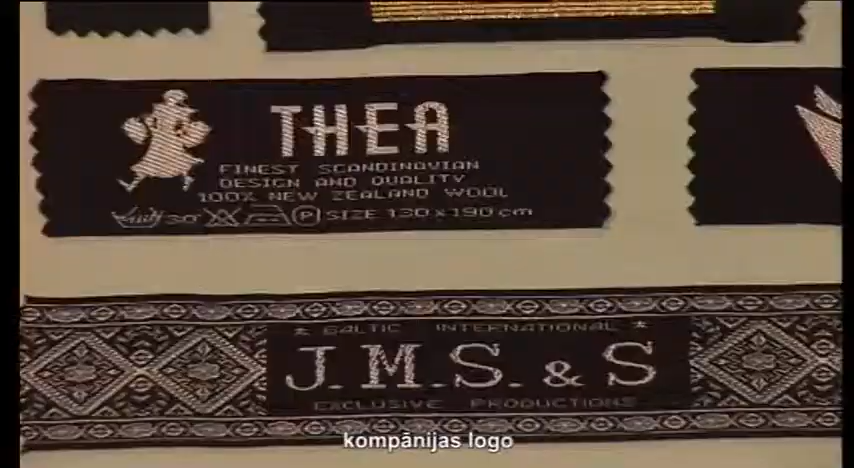 THEA
FINEST SCANDINAVIAN
DESIGN AND QUALITY
100% NEW ZEALAND WOOL
30° P SIZE 130 x 190 cm
★ BALTIC INTERNATIONAL ★
J.M.S. & S
EXCLUSIVE PRODUCTIONS
kompānijas logo